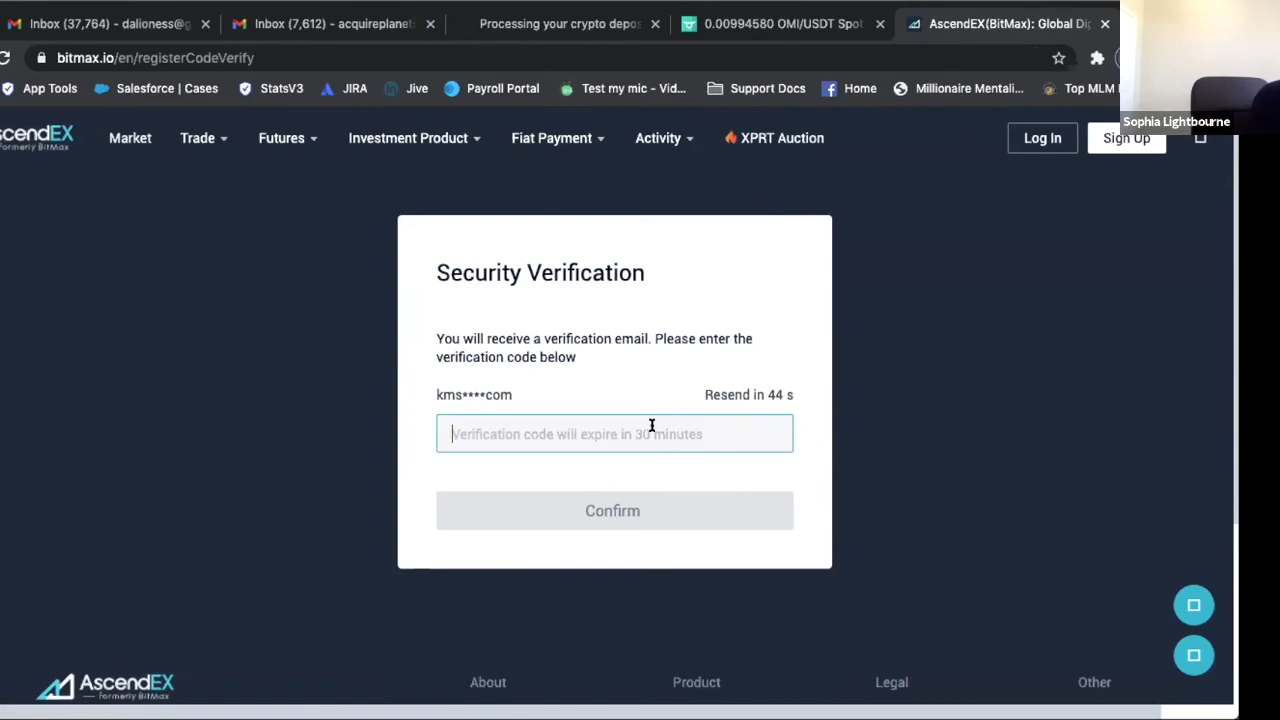 Inbox (37,764) - dalioness@g
Inbox (7,612) - acquireplanet
Processing your crypto depos
0.00994580 OMI/USDT Spot
AscendEX(BitMax): Global Di
bitmax.io/en/registerCodeVerify
App Tools
Salesforce | Cases
StatsV3
JIRA
Jive
Payroll Portal
Test my mic - Vid...
Support Docs
Home
Millionaire Mentali...
Top MLM
Sophia Lightbourne
scendEX
Formerly BitMax
Market
Trade
Futures
Investment Product
Fiat Payment
Activity
XPRT Auction
Log In
Sign Up
Security Verification
You will receive a verification email. Please enter the
verification code below
kms****com
Resend in 44 s
Verification code will expire in 30 minutes
Confirm
AscendEX
Formerly BitMax
About
Product
Legal
Other